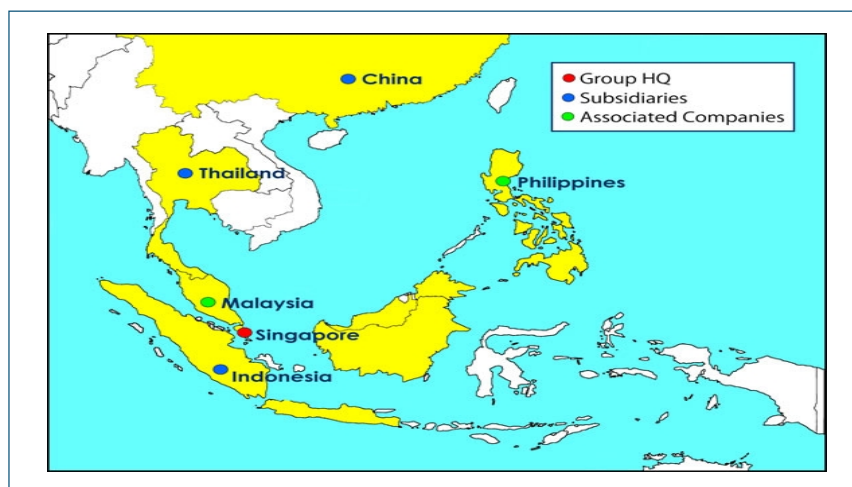 China
Group HQ
Subsidiaries
Associated Companies
Thailand
Philippines
Malaysia
Singapore
Indonesia